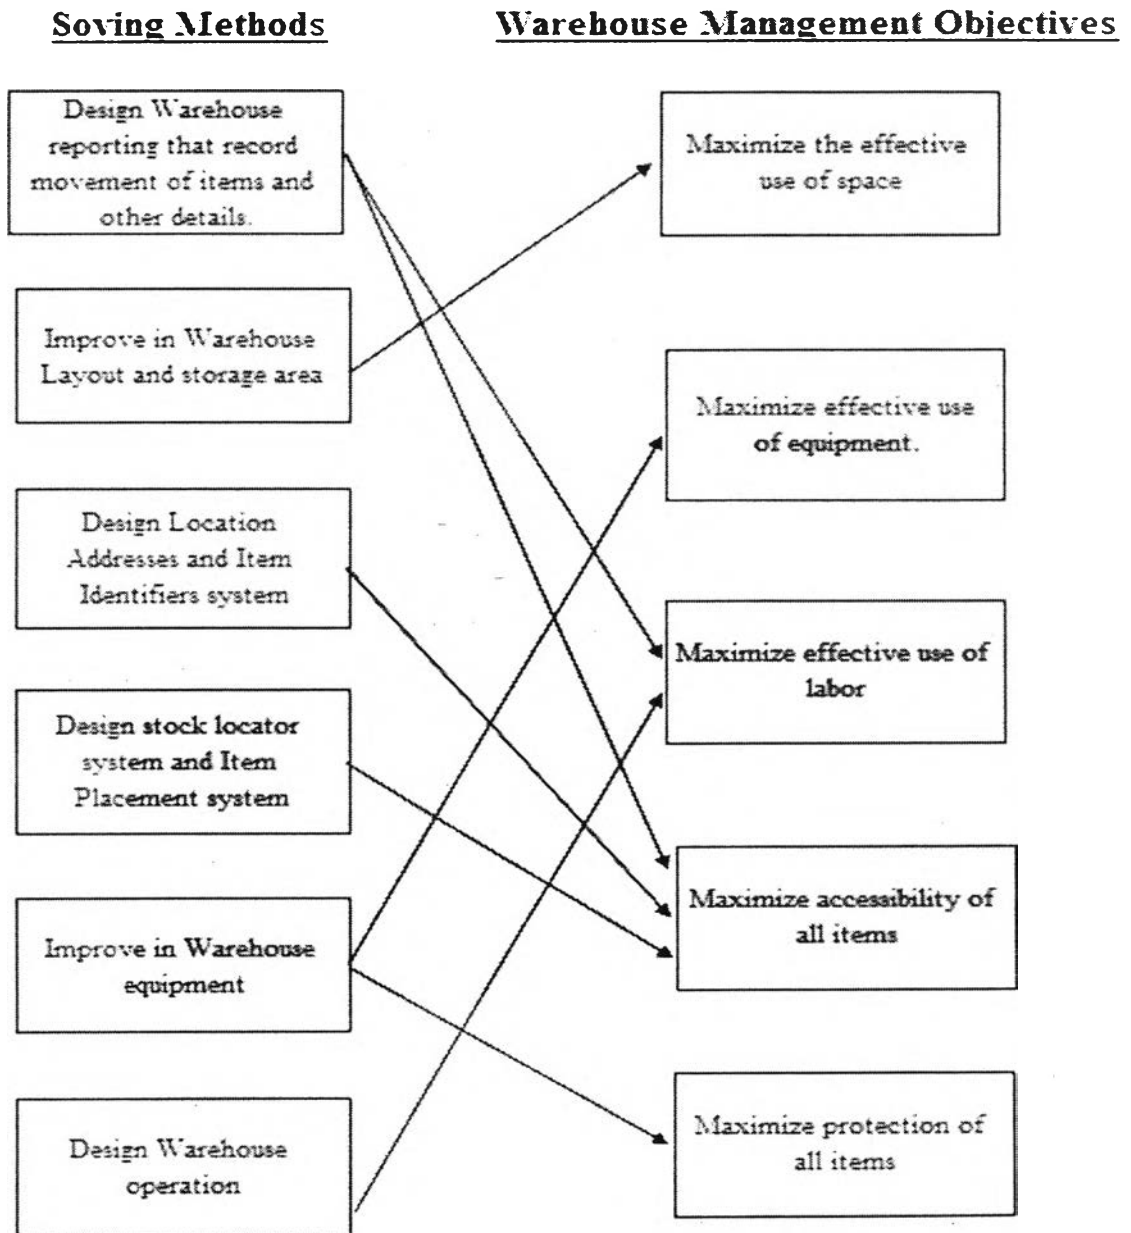 Soving Methods
Warehouse Management Objectives
Design Warehouse
reporting that record
movement of items and
other details.
Improve in Warehouse
Layout and storage area
Design Location
Addresses and Item
Identifiers system
Design stock locator
system and Item
Placement system
Improve in Warehouse
equipment
Design Warehouse
operation
Maximize the effective
use of space
Maximize effective use
of equipment.
Maximize effective use of
labor
Maximize accessibility of
all items
Maximize protection of
all items